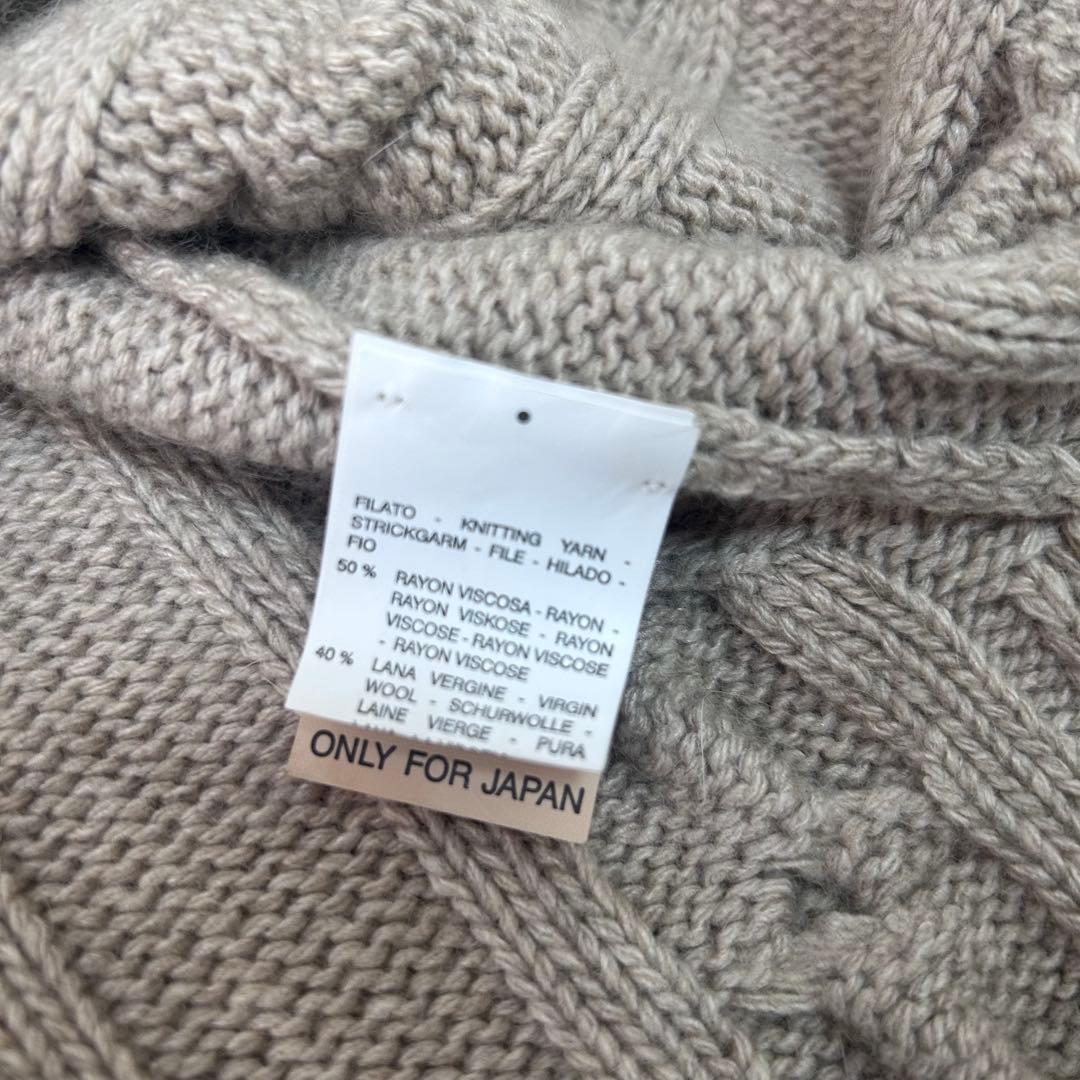 FILATO - KNITTING YARN -
STRICKGARM - FILE - HILADO -
FIO
50 % RAYON VISCOSA - RAYON -
RAYON VISKOSE - RAYON
VISCOSE - RAYON VISCOSE
- RAYON VISCOSE
40 % LANA VERGINE - VIRGIN
WOOL - SCHURWOLLE -
LAINE VIERGE - PURA
ONLY FOR JAPAN